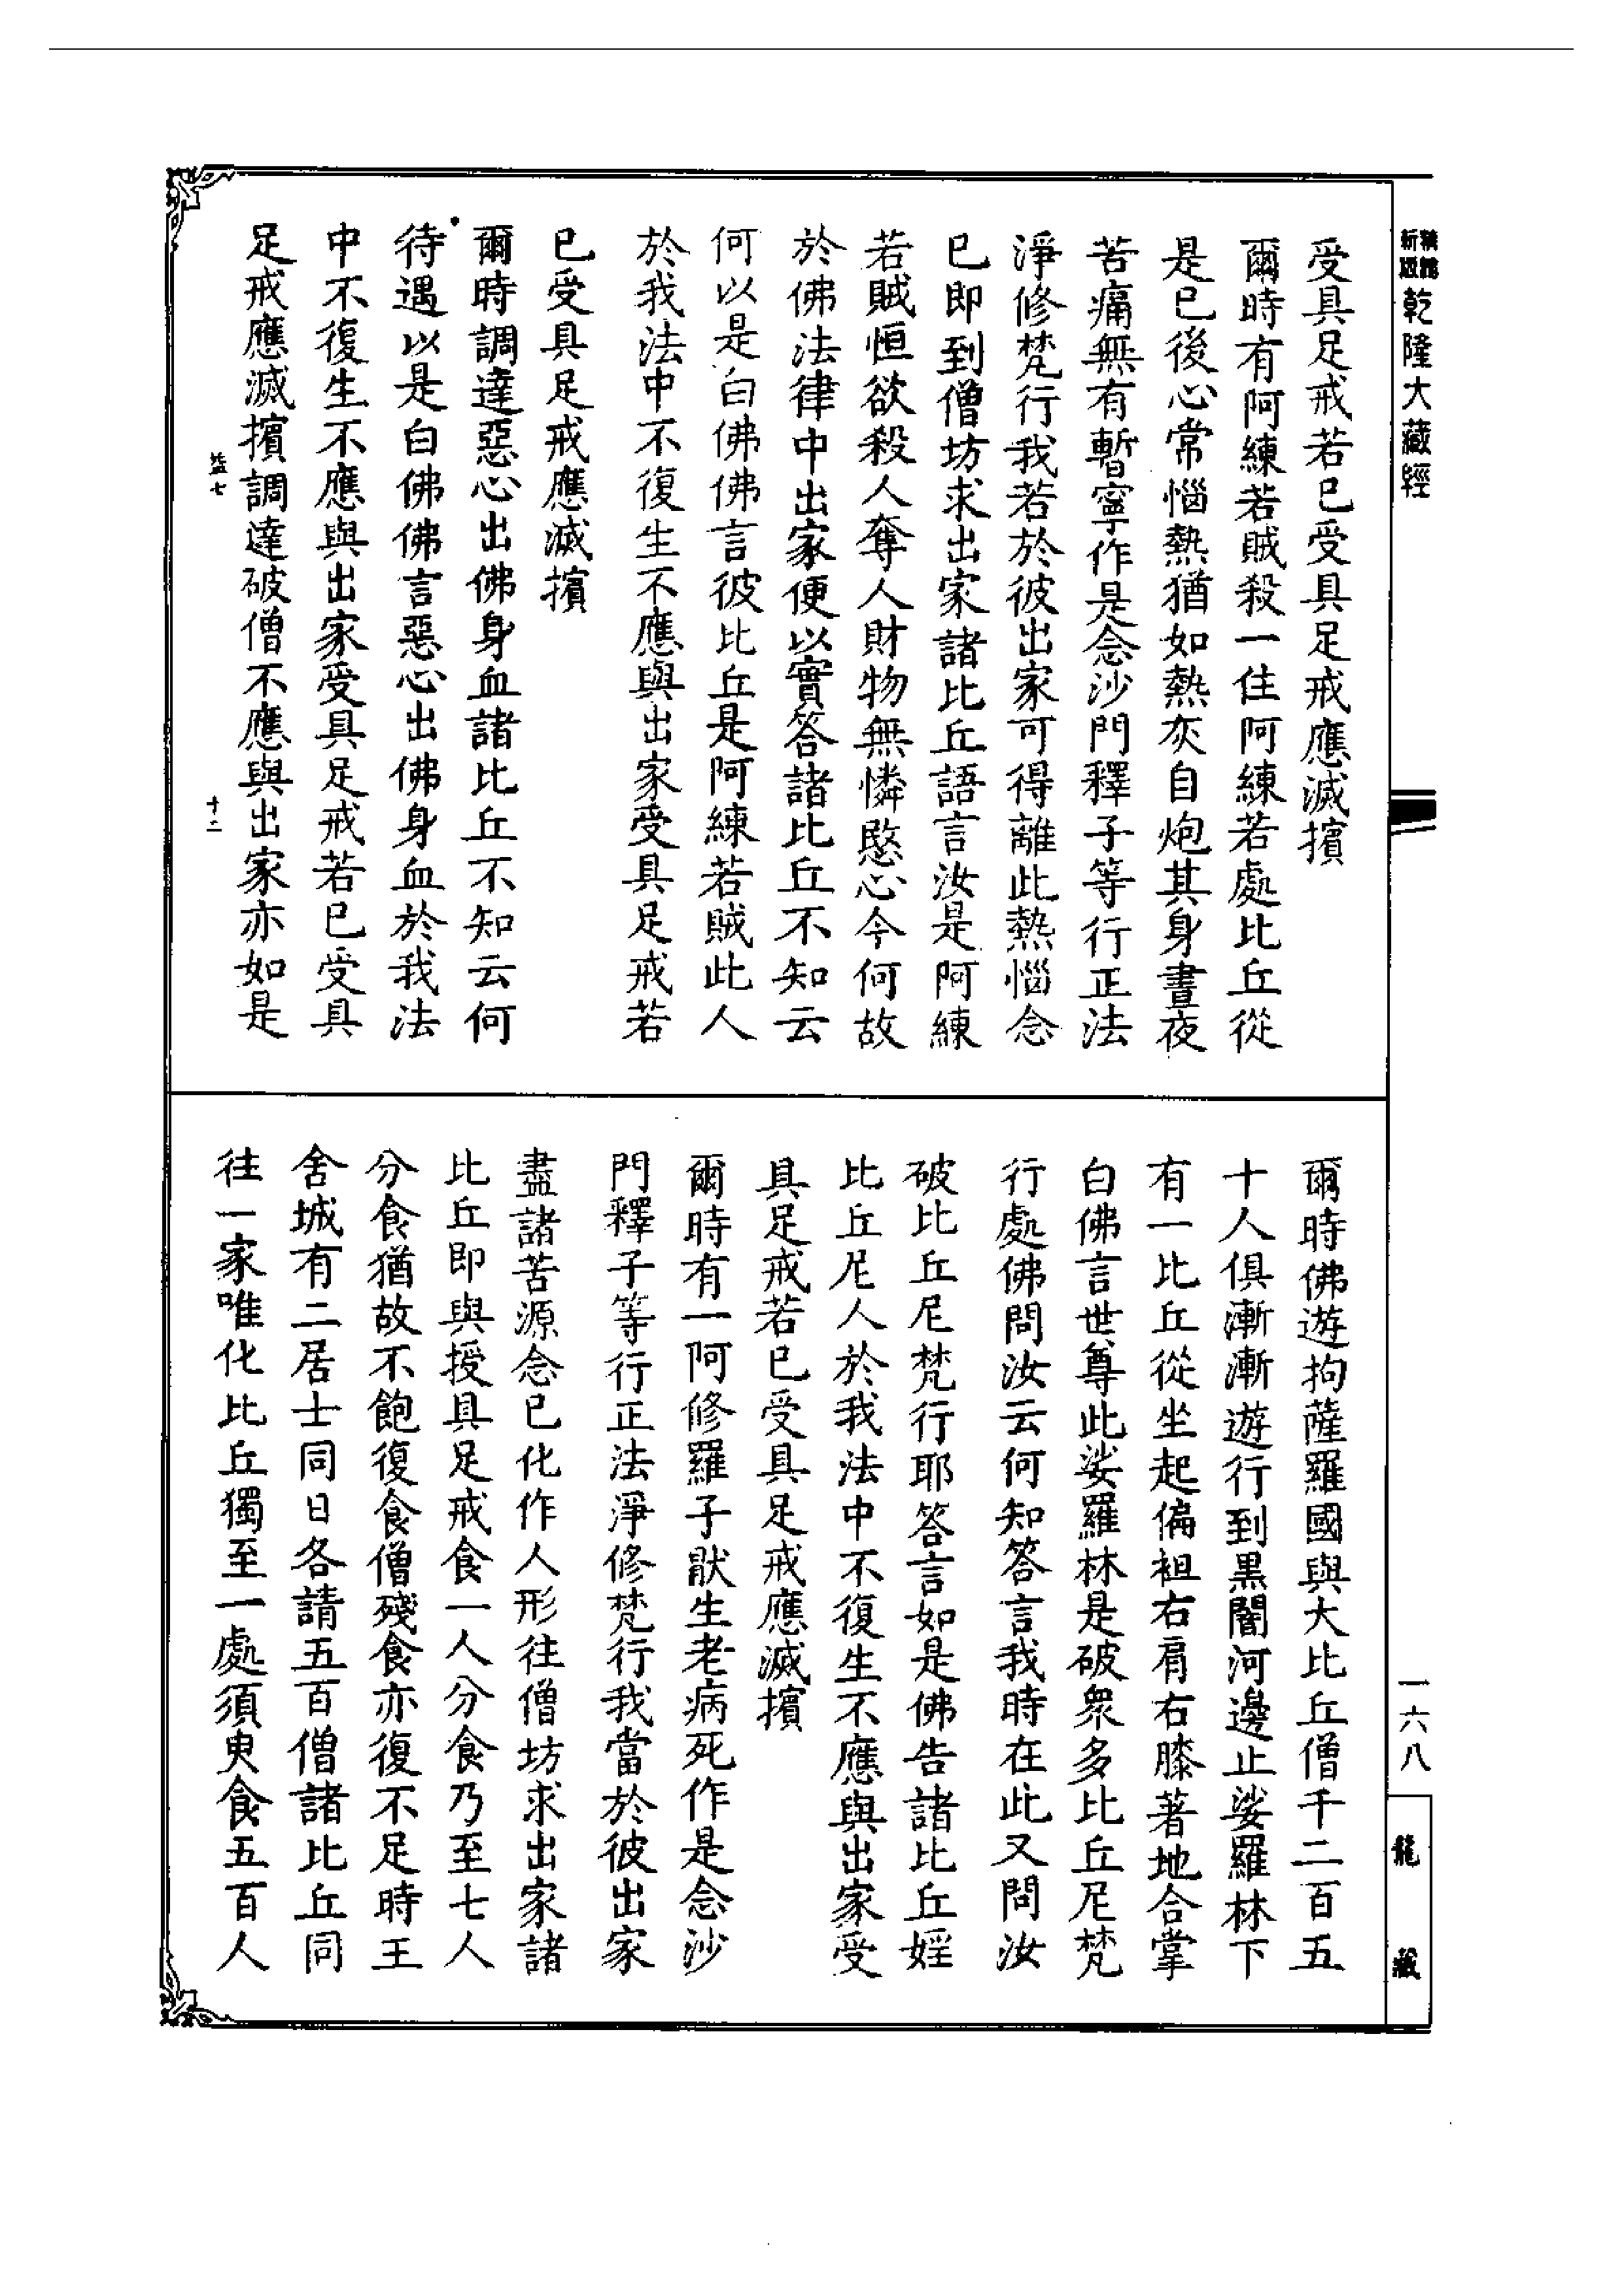 精裝
新版
乾隆大藏經
受具足戒若已受具足戒應滅擯
爾時有阿練若賊殺一住阿練若處比丘從
是已後心常惱熱猶如熱灰自炮其身晝夜
苦痛無有暫寧作是念沙門釋子等行正法
淨修梵行我若於彼出家可得離此熱惱念
已即到僧坊求出家諸比丘語言汝是阿練
若賊恒欲殺人奪人財物無憐愍心今何故
於佛法律中出家便以實答諸比丘不知云
何以是白佛佛言彼比丘是阿練若賊此人
於我法中不復生不應與出家受具足戒若
已受具足戒應滅擯
爾時調達惡心出佛身血諸比丘不知云何
待遇以是白佛佛言惡心出佛身血於我法
中不復生不應與出家受具足戒若已受具
足戒應滅擯調達破僧不應與出家亦如是
益七
十二
爾時佛遊拘薩羅國與大比丘僧千二百五
十人俱漸漸遊行到黑闇河邊止娑羅林下
有一比丘從坐起偏袒右肩右膝著地合掌
白佛言世尊此娑羅林是破眾多比丘尼梵
行處佛問汝云何知答言我時在此又問汝
破比丘尼梵行耶答言如是佛告諸比丘婬
比丘尼人於我法中不復生不應與出家受
具足戒若已受具足戒應滅擯
爾時有一阿修羅子猒生老病死作是念沙
門釋子等行正法淨修梵行我當於彼出家
盡諸苦源念已化作人形往僧坊求出家諸
比丘即與授具足戒食一人分食乃至七人
分食猶故不飽復食僧殘食亦復不足時王
舍城有二居士同日各請五百僧諸比丘同
往一家唯化比丘獨至一處須臾食五百人
一六八
龍藏